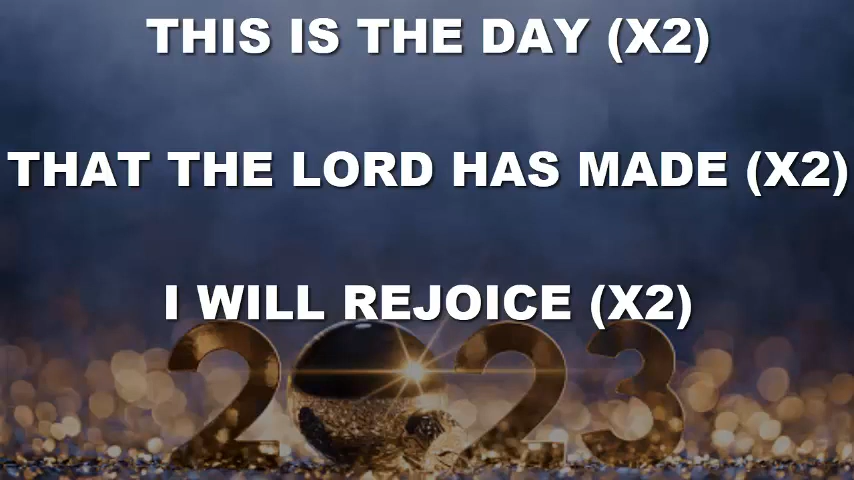 THIS IS THE DAY (X2)
THAT THE LORD HAS MADE (X2)
I WILL REJOICE (X2)
2023